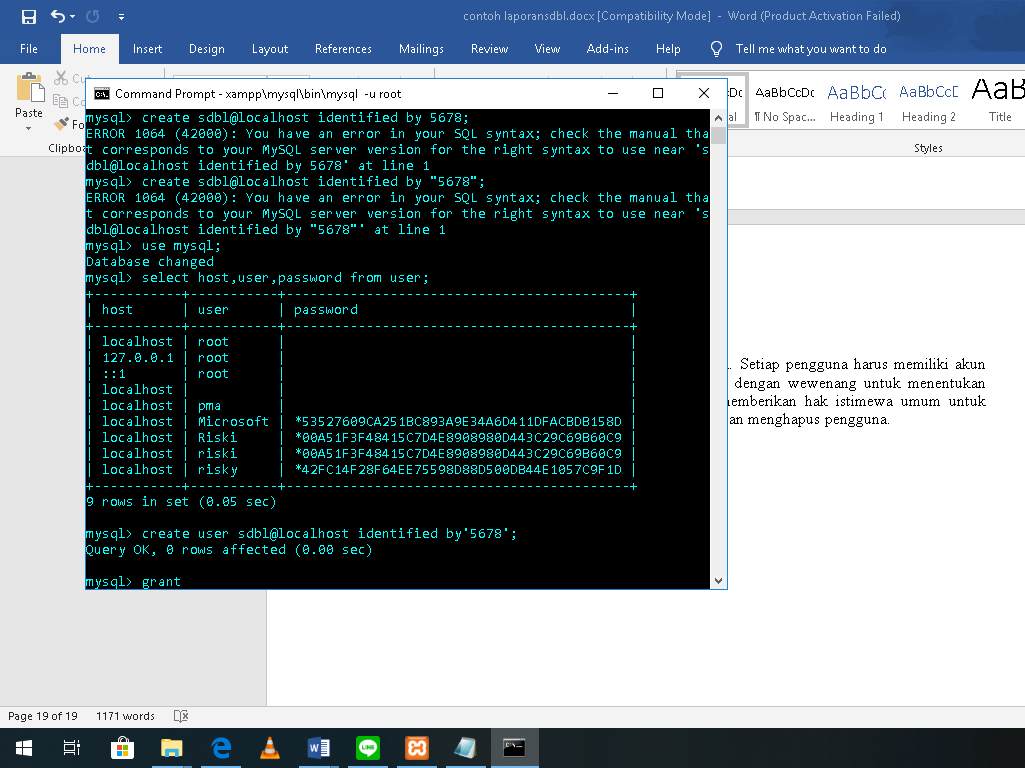 contoh laporansdbl.docx [Compatibility Mode] - Word (Product Activation Failed)
File Home Insert Design Layout References Mailings Review View Add-ins Help Tell me what you want to do
Paste
Clipboa
AaBbCcDc AaBbCc AaBbCcD AaB
¶ No Spac... Heading 1 Heading 2 Title
Styles
Command Prompt - xampp\mysql\bin\mysql -u root
mysql> create sdbl@localhost identified by 5678;
ERROR 1064 (42000): You have an error in your SQL syntax; check the manual tha
t corresponds to your MySQL server version for the right syntax to use near 's
dbl@localhost identified by 5678' at line 1
mysql> create sdbl@localhost identified by "5678";
ERROR 1064 (42000): You have an error in your SQL syntax; check the manual tha
t corresponds to your MySQL server version for the right syntax to use near 's
dbl@localhost identified by "5678"' at line 1
mysql> use mysql;
Database changed
mysql> select host,user,password from user;
+-----------+-----------+-------------------------------------------+
| host      | user      | password                                  |
+-----------+-----------+-------------------------------------------+
| localhost | root      |                                           |
| 127.0.0.1 | root      |                                           |
| ::1       | root      |                                           |
| localhost |           |                                           |
| localhost | pma       |                                           |
| localhost | Microsoft | *53527609CA251BC893A9E34A6D411DFACBDB158D |
| localhost | Riski     | *00A51F3F48415C7D4E8908980D443C29C69B60C9 |
| localhost | riski     | *00A51F3F48415C7D4E8908980D443C29C69B60C9 |
| localhost | risky     | *42FC14F28F64EE75598D88D500DB44E1057C9F1D |
+-----------+-----------+-------------------------------------------+
9 rows in set (0.05 sec)
mysql> create user sdbl@localhost identified by'5678';
Query OK, 0 rows affected (0.00 sec)
mysql> grant
. Setiap pengguna harus memiliki akun
dengan wewenang untuk menentukan
emberikan hak istimewa umum untuk
an menghapus pengguna.
Page 19 of 19 1171 words